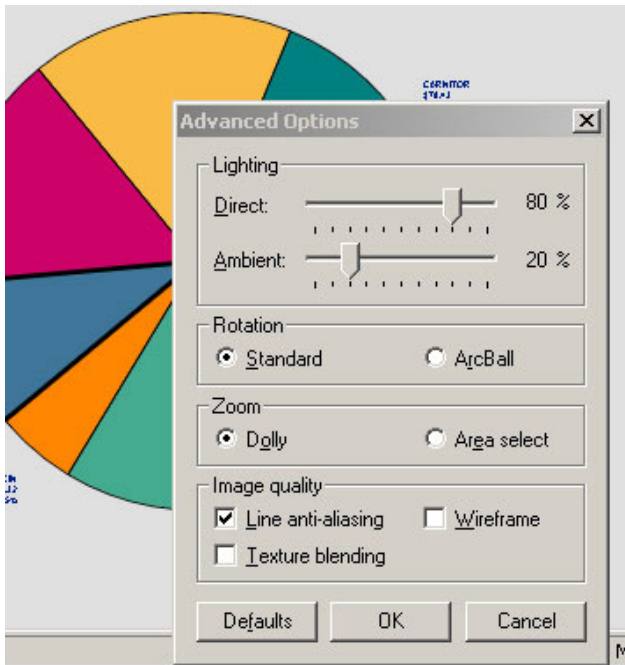 Advanced Options
Lighting
Direct: 80 %
Ambient: 20 %
Rotation
Standard ArcBall
Zoom
Dolly Area select
Image quality
Line anti-aliasing Wireframe
Texture blending
Defaults OK Cancel